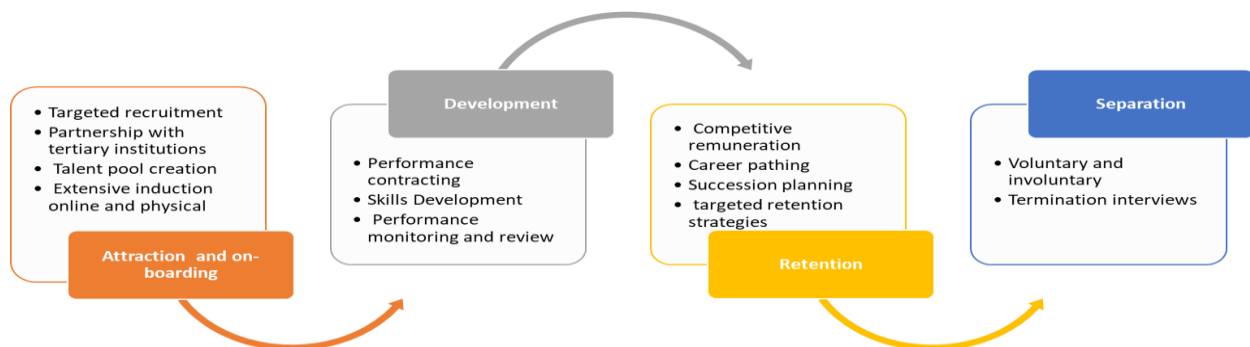 • Targeted recruitment
• Partnership with
tertiary institutions
• Talent pool creation
• Extensive induction
online and physical
Attraction and on-
boarding
Development
• Performance
contracting
• Skills Development
• Performance
monitoring and review
• Competitive
remuneration
• Career pathing
• Succession planning
• targeted retention
strategies
Retention
Separation
• Voluntary and
involuntary
• Termination interviews